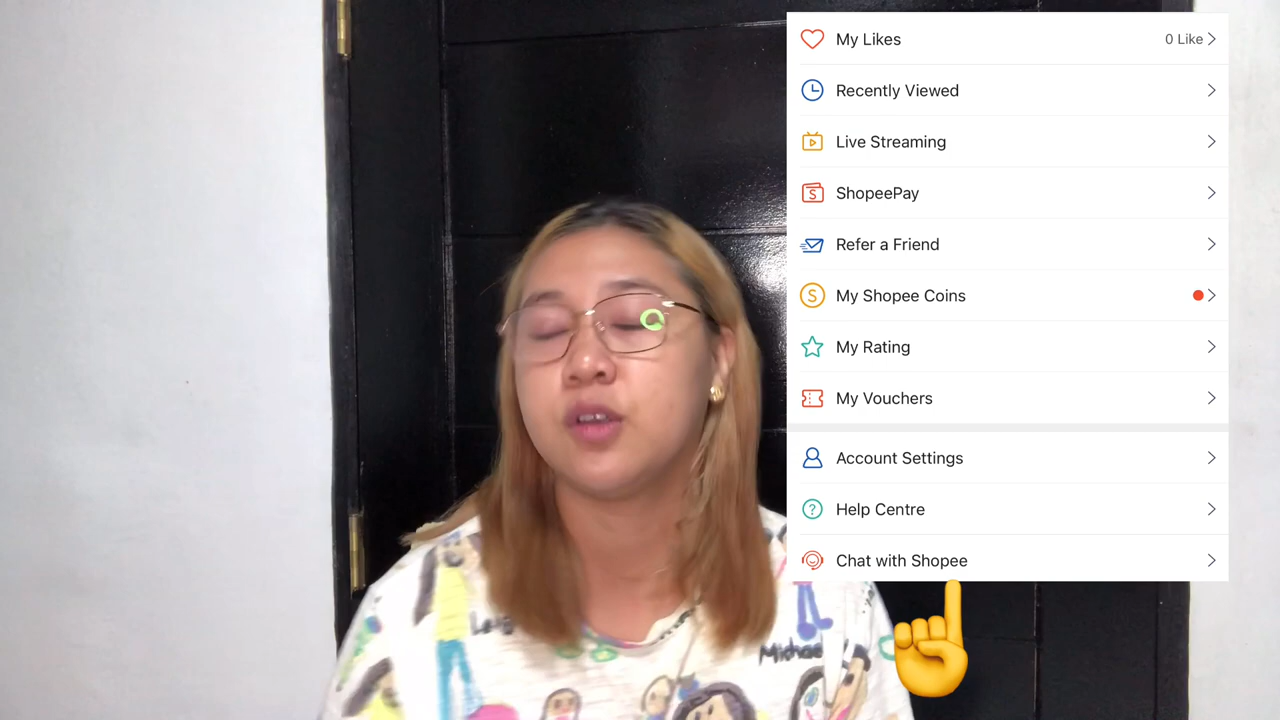 My Likes 0 Like
Recently Viewed
Live Streaming
ShopeePay
Refer a Friend
My Shopee Coins
My Rating
My Vouchers
Account Settings
Help Centre
Chat with Shopee
Michae